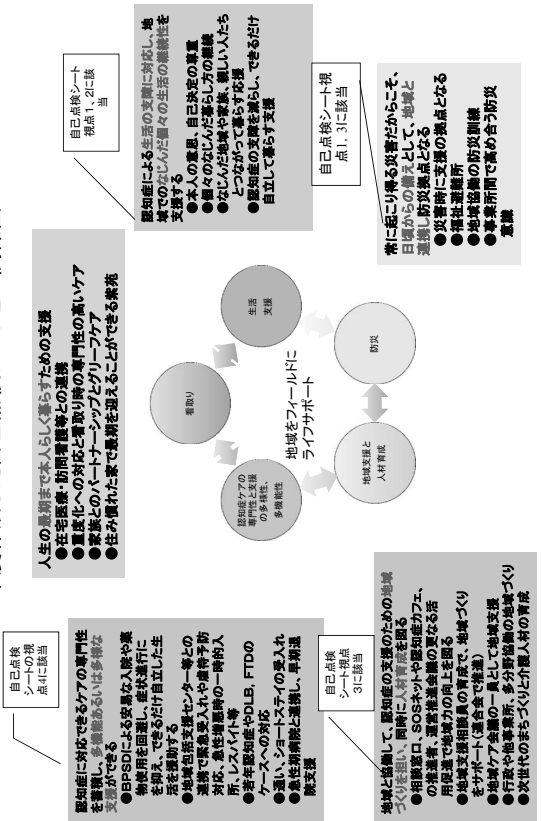 自己点検
シートの視
点4に該当
認知症に対応できるケアの専門性
を蓄積し、多機能あるいは多様な
支援ができる
●BPSDによる安易な入院や薬
物使用を回避し、症状進行に
を抑え、できるだけ自立した生
活を援助する
●地域包括支援センター等との
連携で緊急受入れや虐待予防
対応、急性増悪時の一時的入
所、レスパイト等
●若年認知症やDLB、FTDの
ケースへの対応
●通い、ショートステイの受入れ
●急性期病院と連携し、早期退
院支援
人生の最期まで本人らしく暮らすための支援
●在宅医療・訪問看護等との連携
●重度化への対応と看取り時の専門性の高いケア
●家族とのパートナーシップとグリーフケア
●住み慣れた家で最期を迎えることができる紫苑
自己点検シート
視点1、2に該
当
認知症による生活の支障に対応し、地
域でのなじんだ個々の生活の継続性を
支援する
●本人の意思、自己決定の尊重
●個々のなじんだ暮らし方の継続
●なじんだ地域や家族、親しい人たち
とつながって暮らす応援
●認知症の支障を減らし、できるだけ
自立して暮らす支援
看取り
認知症ケアの
専門性と支援
の多様性、
多機能性
生活
支援
地域をフィールドに
ライフサポート
地域支援と
人材育成
防災
自己点検
シート視点
3に該当
地域と協働して、認知症の支援のための地域
づくりを担い、同時に人材育成を図る
●相談窓口、SOSネットや認知症カフェ、
の推進者、運営推進会議の更なる活
用促進で地域力の向上を図る
●地域支援相談員の育成で、地域づくり
をサポート(連合会で推進)
●地域ケア会議の一員として地域支援
●行政や他事業所、多分野協働の地域づくり
●次世代のまちづくりと介護人材の育成
自己点検シート視
点1、3に該当
常に起こり得る災害だからこそ、
日頃からの備えとして、地域と
連携し防災拠点となる
●災害時に支援の拠点となる
●福祉避難所
●地域協働の防災訓練
●事業所間で高め合う防災
意識